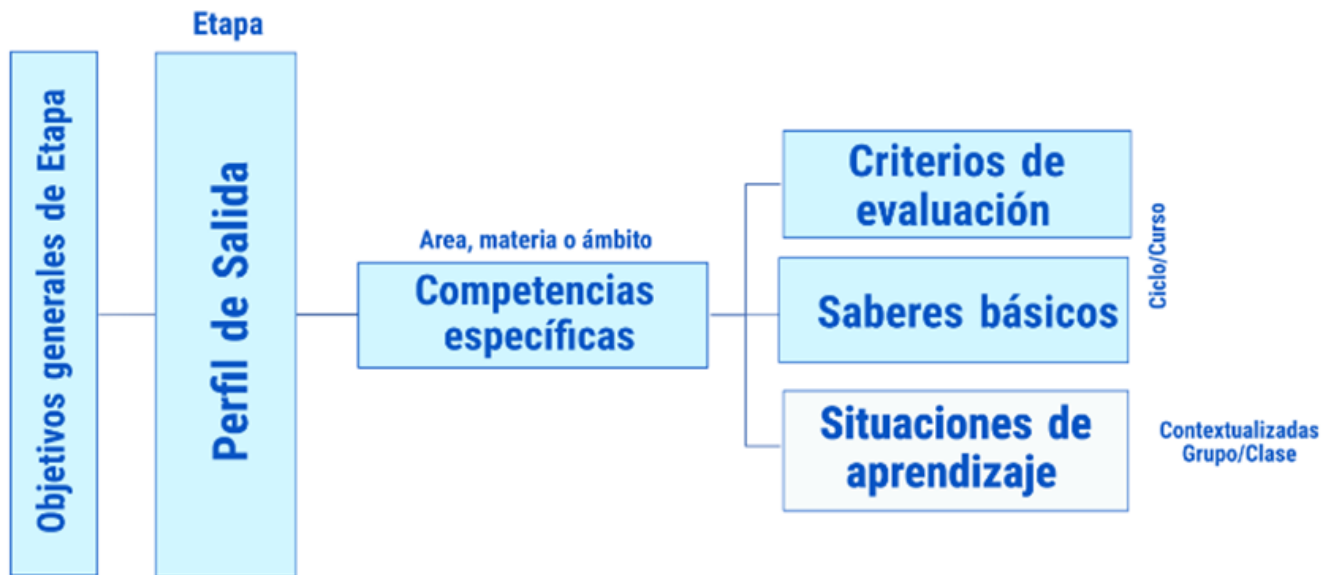 Etapa
Objetivos generales de Etapa
Perfil de Salida
Area, materia o ámbito
Competencias
específicas
Criterios de
evaluación
Saberes básicos
Ciclo/Curso
Situaciones de
aprendizaje
Contextualizadas
Grupo/Clase